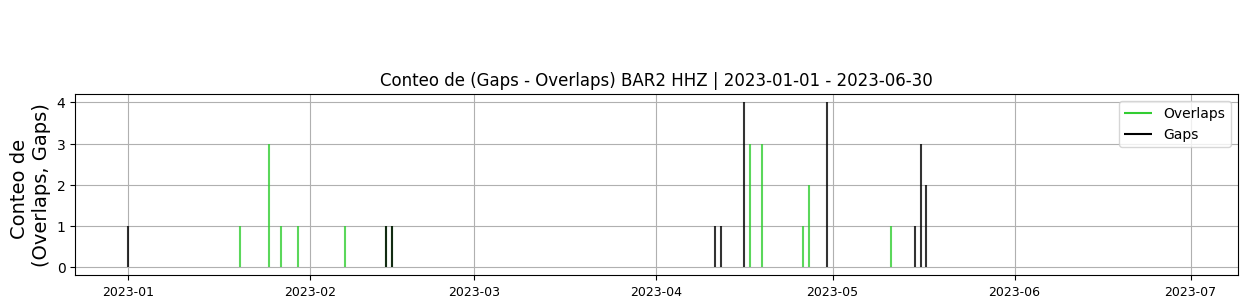 Conteo de (Gaps - Overlaps) BAR2 HHZ | 2023-01-01 - 2023-06-30
Conteo de
(Overlaps, Gaps)
4
3
2
1
0
Overlaps
Gaps
2023-01
2023-02
2023-03
2023-04
2023-05
2023-06
2023-07